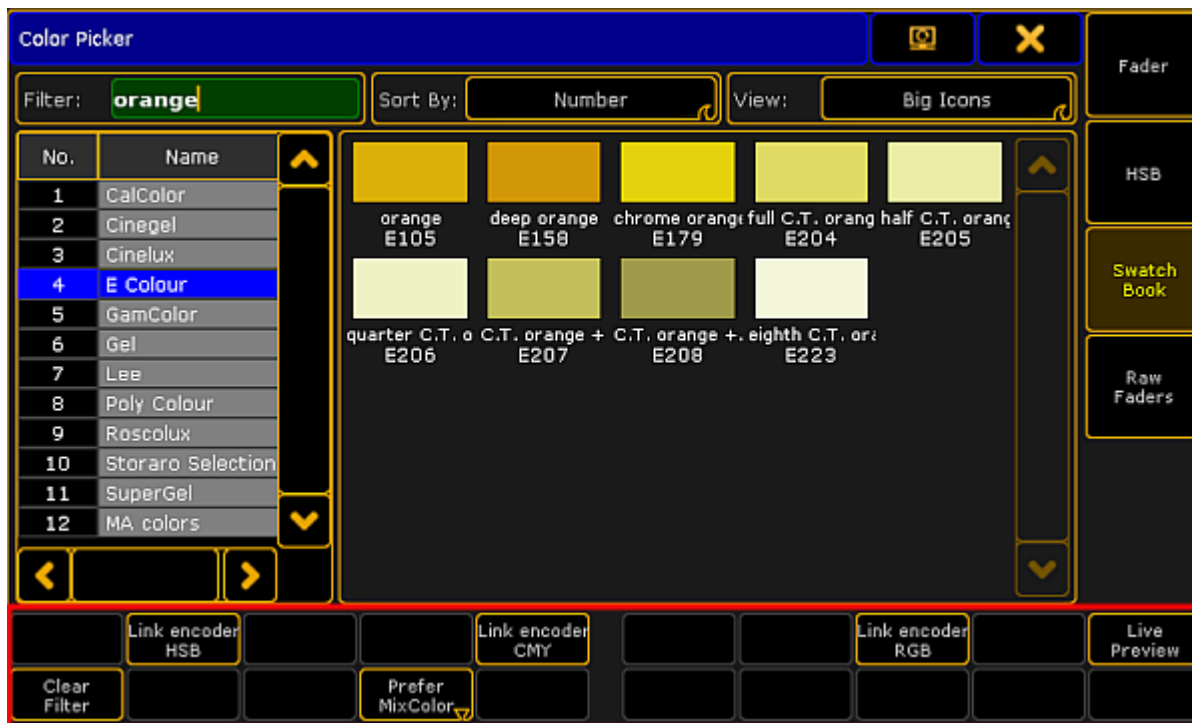 Color Picker
Filter: orange Sort By: Number View: Big Icons
No. Name
1 CalColor
2 Cinegel
3 Cinelux
4 E Colour
5 GamColor
6 Gel
7 Lee
8 Poly Colour
9 Roscolux
10 Storaro Selection
11 SuperGel
12 MA colors
orange deep orange chrome orang full C.T. orang half C.T. orang
E105 E158 E179 E204 E205
quarter C.T. o C.T. orange + C.T. orange +. eighth C.T. ora
E206 E207 E208 E223
Fader
HSB
Swatch
Book
Raw
Faders
Link encoder Link encoder Link encoder Live
HSB CMY RGB Preview
Clear Prefer
Filter MixColor